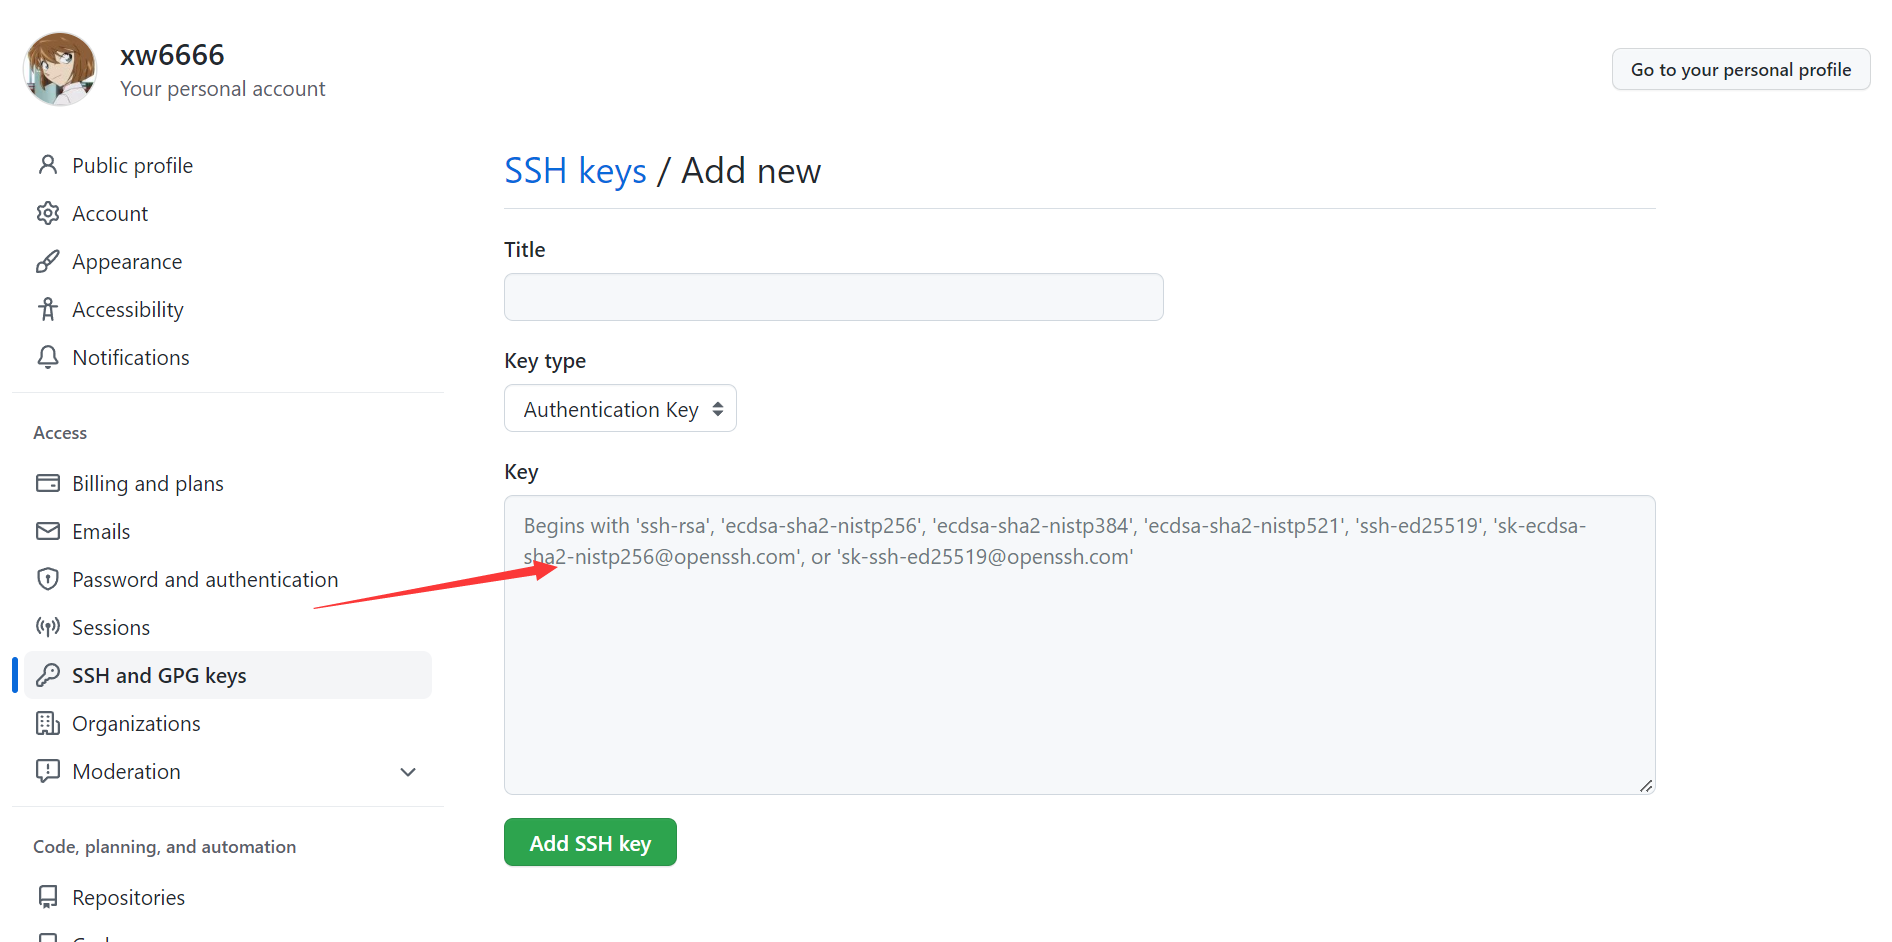 xw6666
Your personal account
Go to your personal profile
Public profile
Account
Appearance
Accessibility
Notifications
Access
Billing and plans
Emails
Password and authentication
Sessions
SSH and GPG keys
Organizations
Moderation
Code, planning, and automation
Repositories
SSH keys / Add new
Title
Key type
Authentication Key
Key
Begins with 'ssh-rsa', 'ecdsa-sha2-nistp256', 'ecdsa-sha2-nistp384', 'ecdsa-sha2-nistp521', 'ssh-ed25519', 'sk-ecdsa-
sha2-nistp256@openssh.com', or 'sk-ssh-ed25519@openssh.com'
Add SSH key